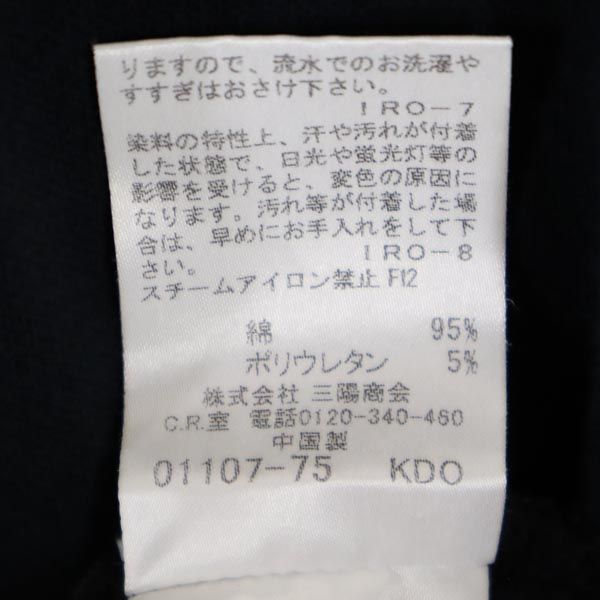 りますので、流水でのお洗濯や
すすぎはおさけ下さい。
IRO-7
染料の特性上、汗や汚れが付着
した状態で、日光や蛍光灯等の
影響を受けると、変色の原因に
なります。汚れ等が付着した場
合は、早めにお手入れをして下
さい。
IRO-8
スチームアイロン禁止 F12
綿 95%
ポリウレタン 5%
株式会社 三陽商会
C.R.室 電話0120-340-460
中国製
01107-75 KDO